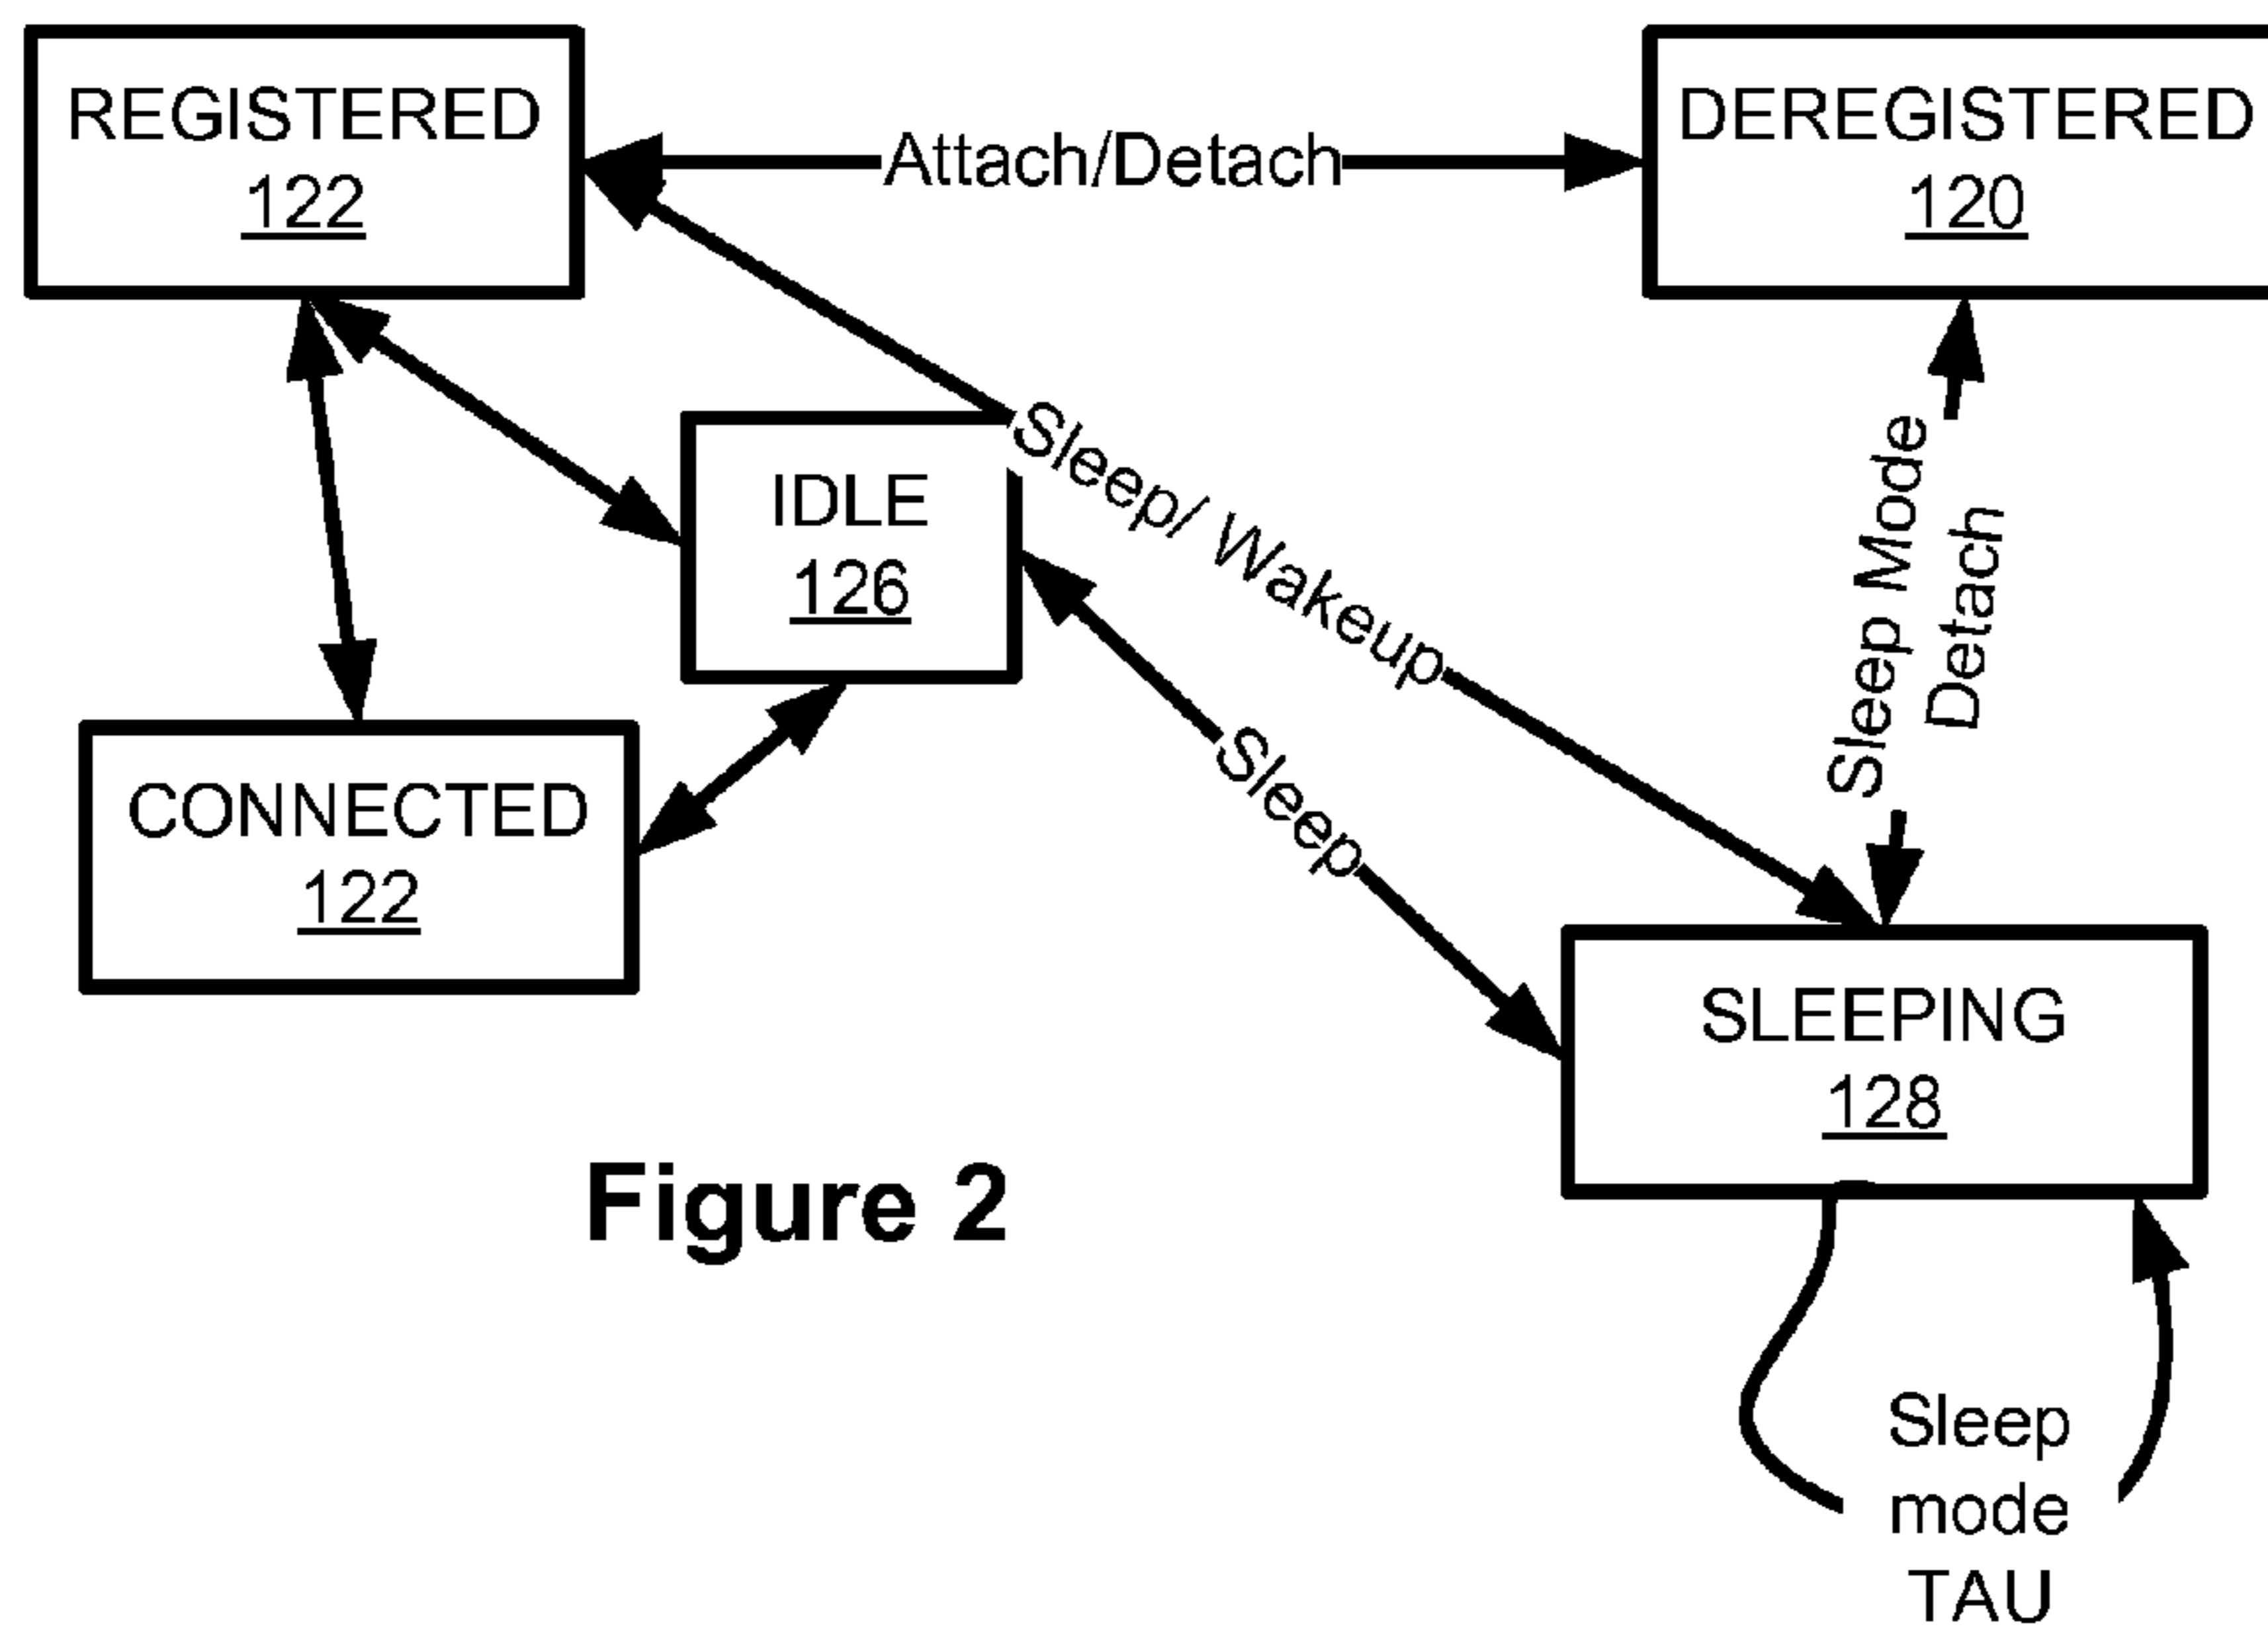 REGISTERED
122
Attach/Detach
DEREGISTERED
120
Sleep/ Wakeup
IDLE
126
Sleep Mode
Detach
Sleep
CONNECTED
122
SLEEPING
128
Figure 2
Sleep
mode
TAU